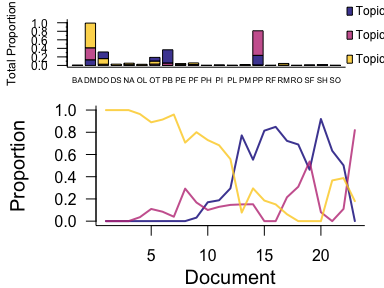 Total Proportion
1.0
0.8
0.6
0.4
0.2
0.0
BA DM DO DS NA OL OT PB PE PF PH PI PL PM PP RF RM RO SF SH SO
Topic
Topic
Topic
Proportion
1.0
0.8
0.6
0.4
0.2
0.0
5 10 15 20
Document